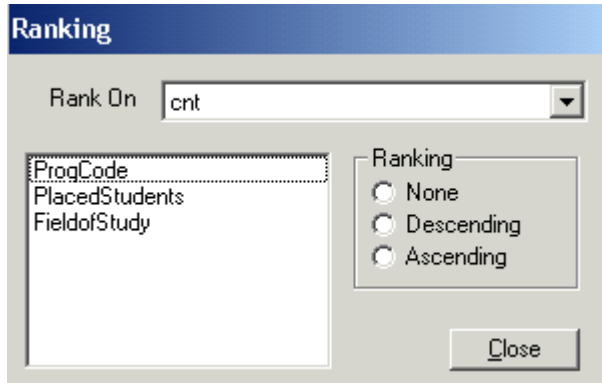 Ranking
Rank On cnt
ProgCode
PlacedStudents
FieldofStudy
Ranking
None
Descending
Ascending
Close